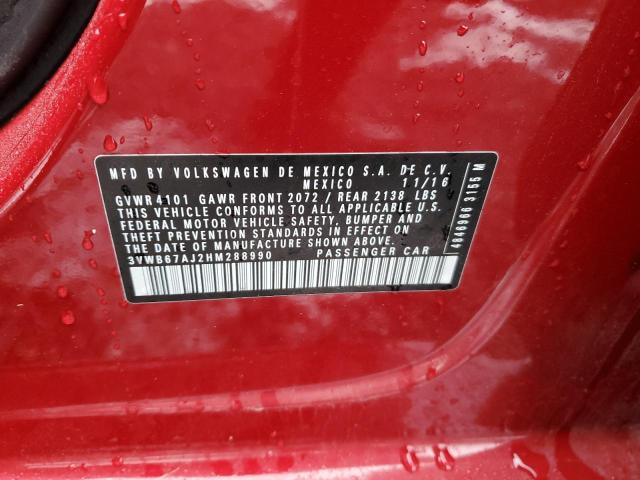 MFD BY VOLKSWAGEN DE MEXICO S.A. DE C.V.
MEXICO 11/16
GVWR 4101 GAWR FRONT 2072 / REAR 2138 LBS
THIS VEHICLE CONFORMS TO ALL APPLICABLE U.S.
FEDERAL MOTOR VEHICLE SAFETY, BUMPER AND
THEFT PREVENTION STANDARDS IN EFFECT ON THE
DATE OF MANUFACTURE SHOWN ABOVE.
3VWB67AJ2HM288990 PASSENGER CAR
4846966 3155 M